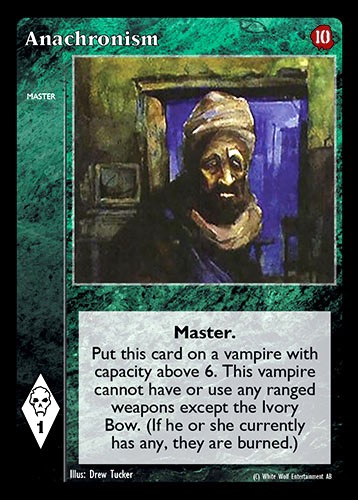 Anachronism
10
MASTER
Master.
Put this card on a vampire with
capacity above 6. This vampire
cannot have or use any ranged
weapons except the Ivory
Bow. (If he or she currently
has any, they are burned.)
1
Illus: Drew Tucker
(C) White Wolf Entertainment AB